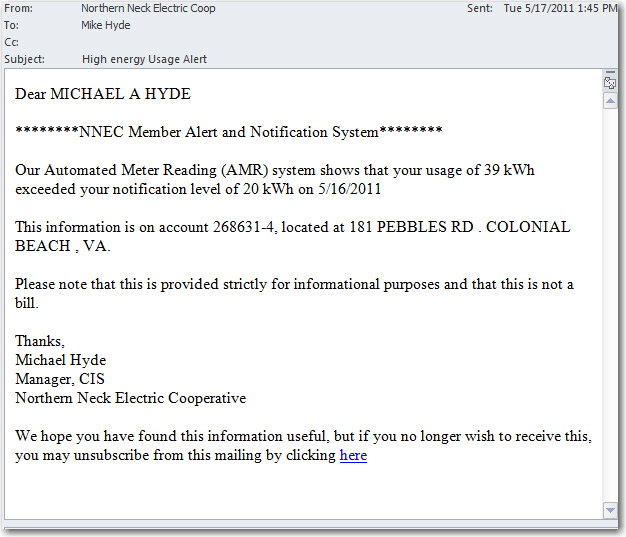 From: Northern Neck Electric Coop Sent: Tue 5/17/2011 1:45 PM
To: Mike Hyde
Cc:
Subject: High energy Usage Alert
Dear MICHAEL A HYDE
********NNEC Member Alert and Notification System********
Our Automated Meter Reading (AMR) system shows that your usage of 39 kWh
exceeded your notification level of 20 kWh on 5/16/2011
This information is on account 268631-4, located at 181 PEBBLES RD . COLONIAL
BEACH , VA.
Please note that this is provided strictly for informational purposes and that this is not a
bill.
Thanks,
Michael Hyde
Manager, CIS
Northern Neck Electric Cooperative
We hope you have found this information useful, but if you no longer wish to receive this,
you may unsubscribe from this mailing by clicking here